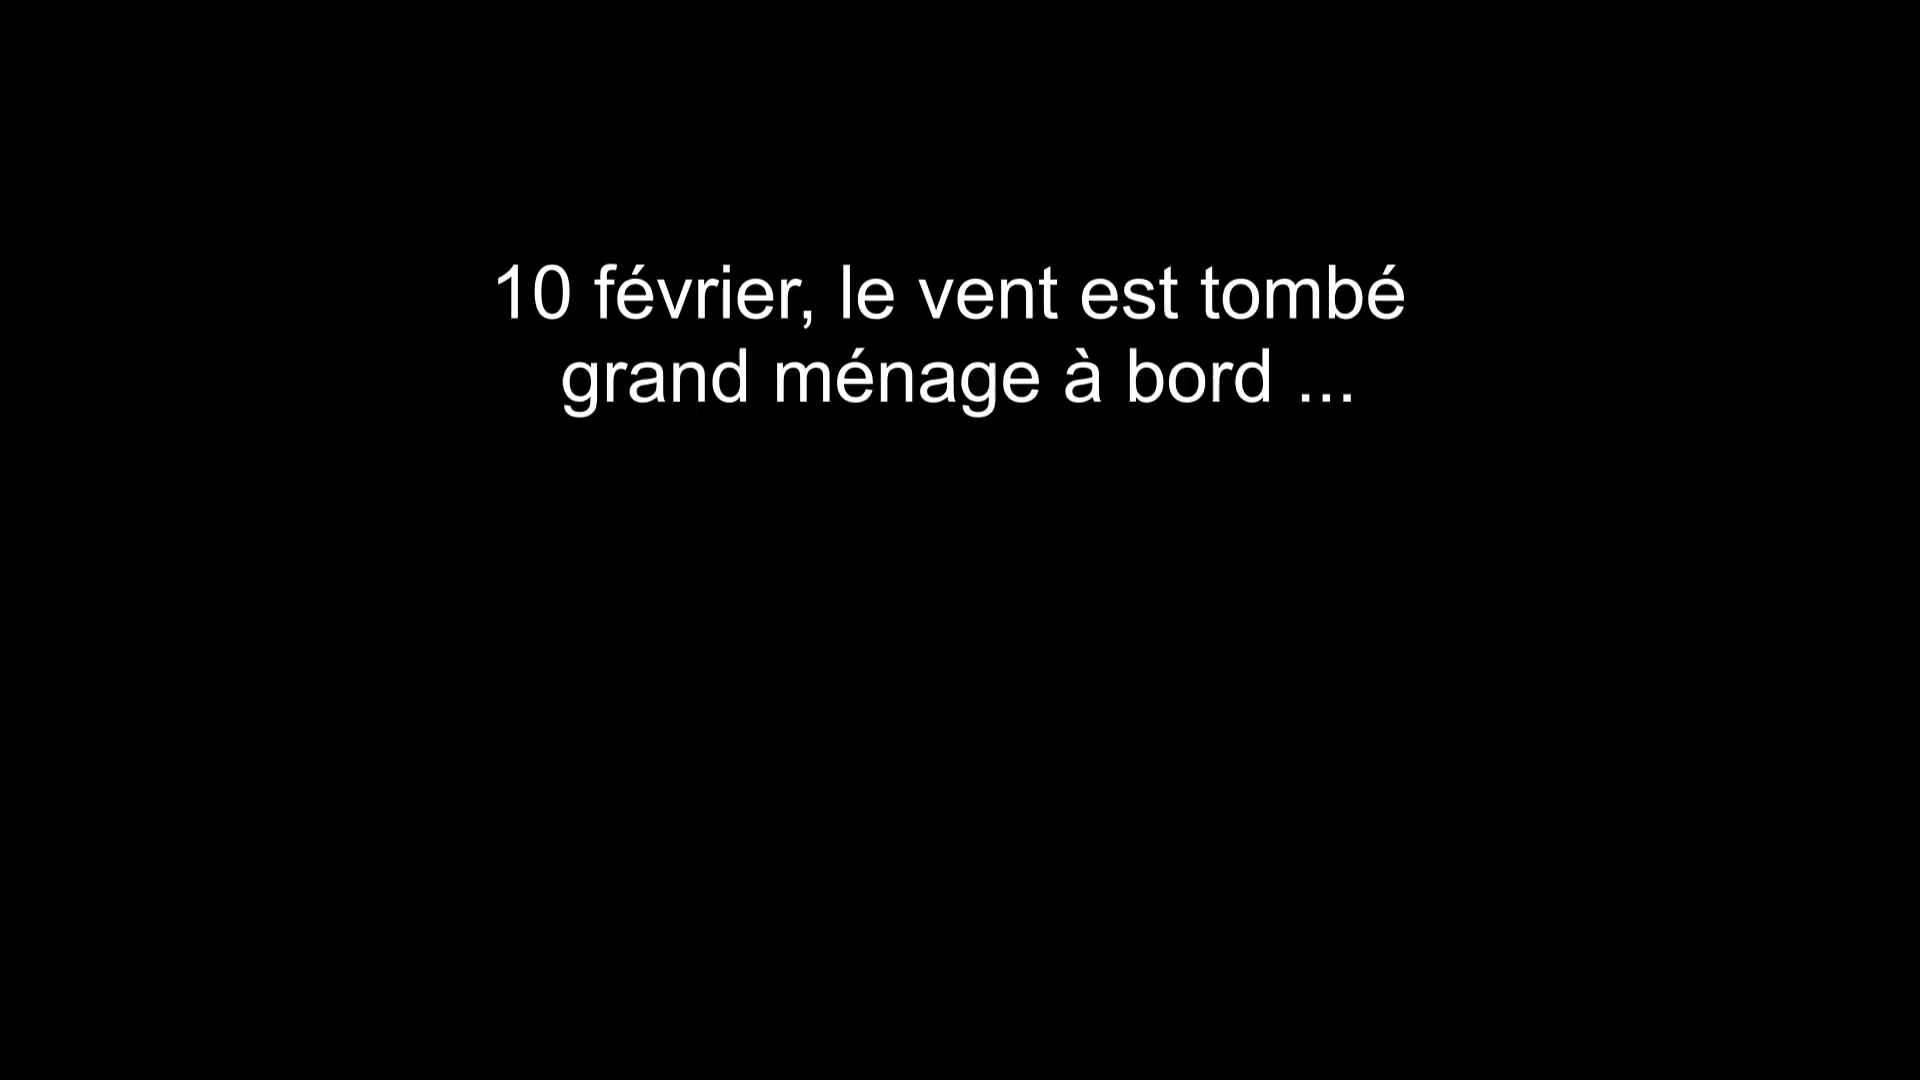 10 février, le vent est tombé
grand ménage à bord ...